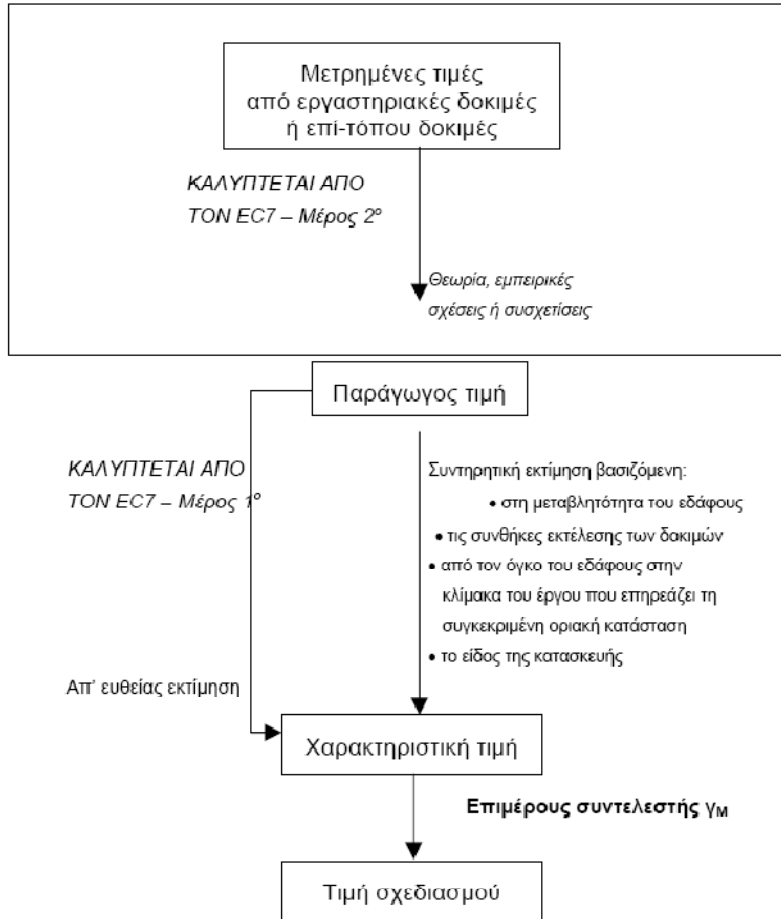 Μετρημένες τιμές
από εργαστηριακές δοκιμές
ή επί-τόπου δοκιμές
ΚΑΛΥΠΤΕΤΑΙ ΑΠΟ
ΤΟΝ EC7 – Μέρος 2º
Θεωρία, εμπειρικές
σχέσεις ή συσχετίσεις
Παράγωγος τιμή
ΚΑΛΥΠΤΕΤΑΙ ΑΠΟ
ΤΟΝ EC7 – Μέρος 1º
Συντηρητική εκτίμηση βασιζόμενη:
• στη μεταβλητότητα του εδάφους
• τις συνθήκες εκτέλεσης των δοκιμών
• από τον όγκο του εδάφους στην
κλίμακα του έργου που επηρεάζει τη
συγκεκριμένη οριακή κατάσταση
• το είδος της κατασκευής
Απ’ ευθείας εκτίμηση
Χαρακτηριστική τιμή
Επιμέρους συντελεστής γM
Τιμή σχεδιασμού